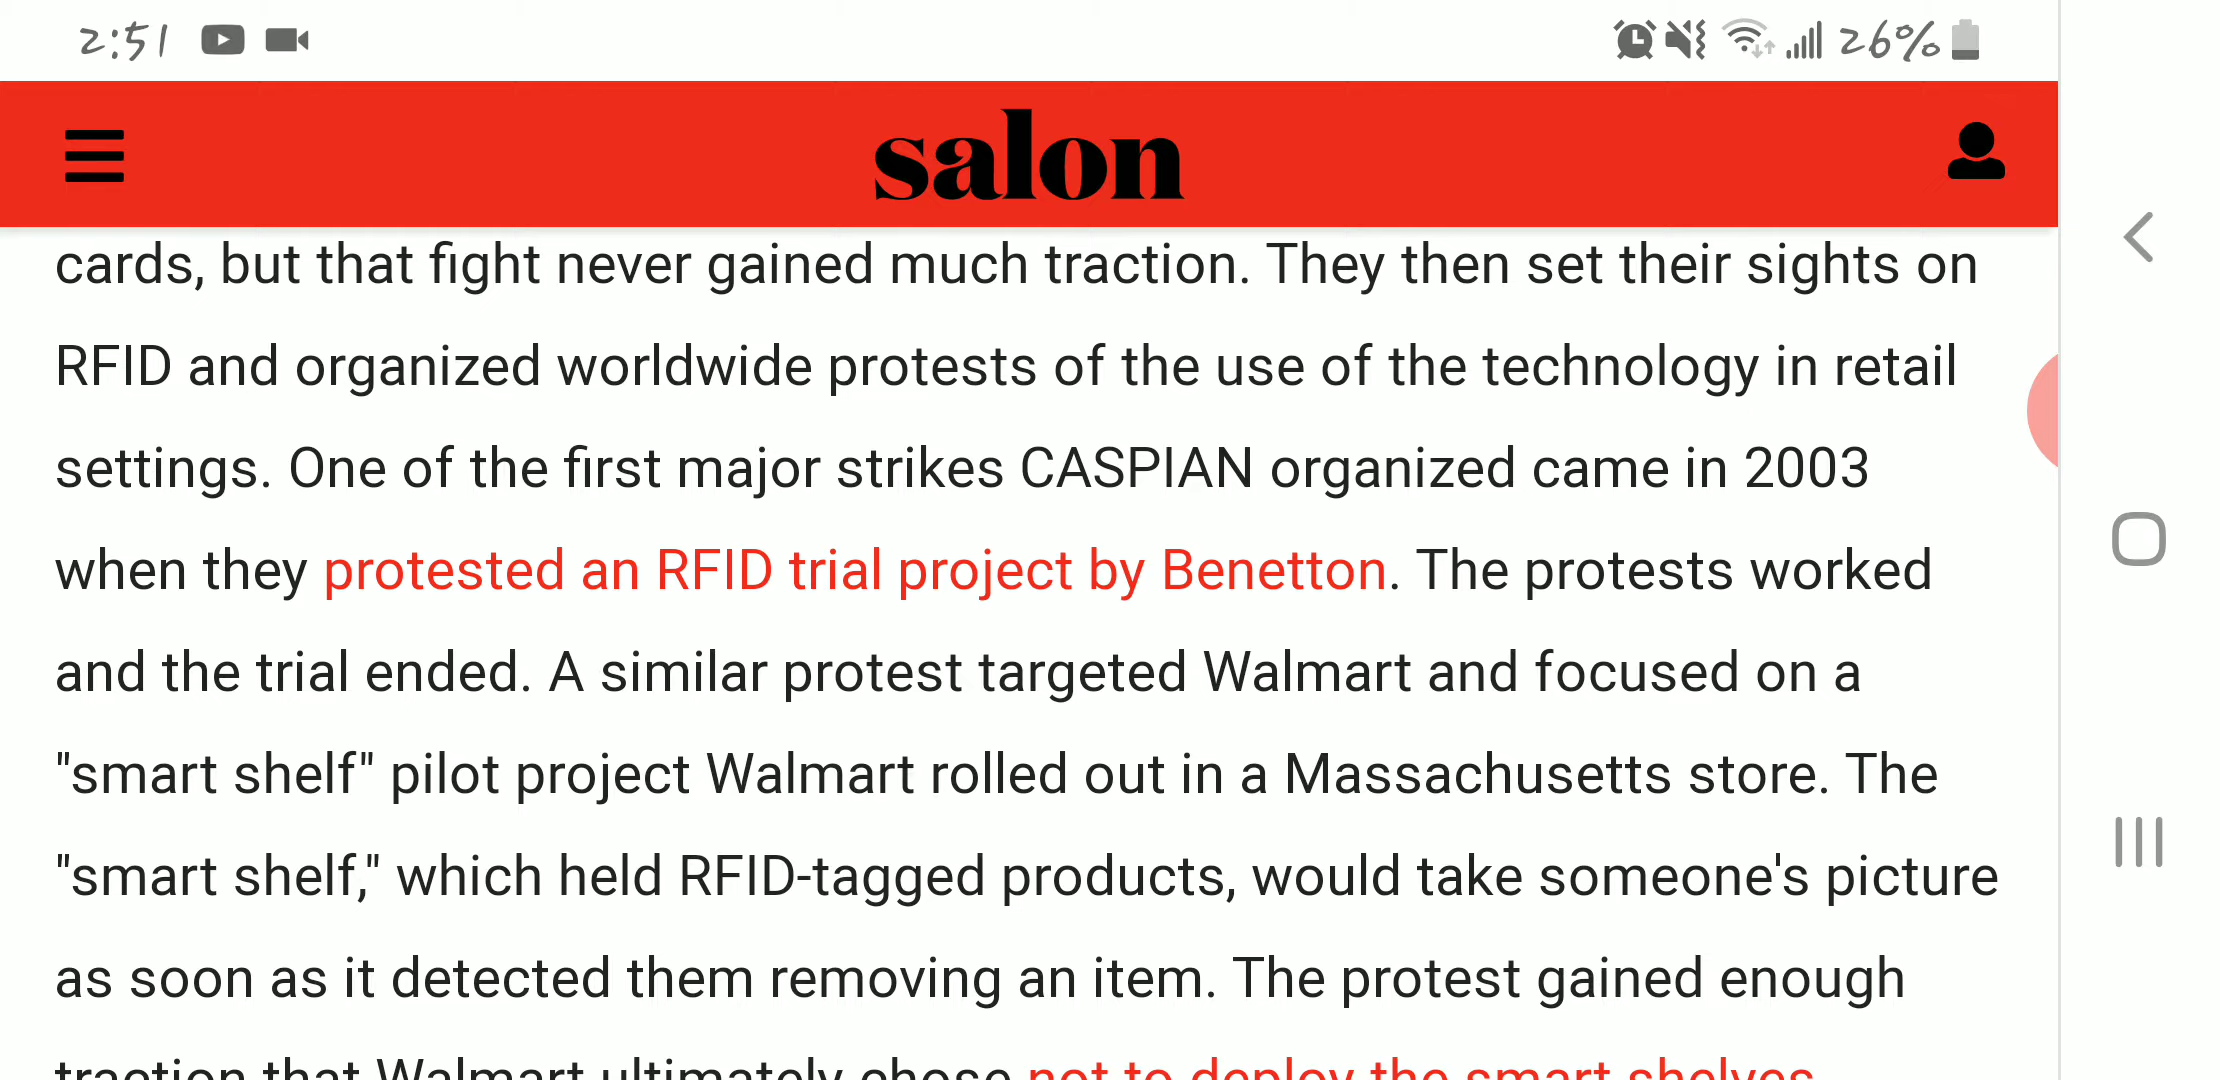 2:51
26%
salon
cards, but that fight never gained much traction. They then set their sights on
RFID and organized worldwide protests of the use of the technology in retail
settings. One of the first major strikes CASPIAN organized came in 2003
when they protested an RFID trial project by Benetton. The protests worked
and the trial ended. A similar protest targeted Walmart and focused on a
"smart shelf" pilot project Walmart rolled out in a Massachusetts store. The
"smart shelf," which held RFID-tagged products, would take someone's picture
as soon as it detected them removing an item. The protest gained enough
traction that Walmart ultimately chose not to deploy the smart shelves